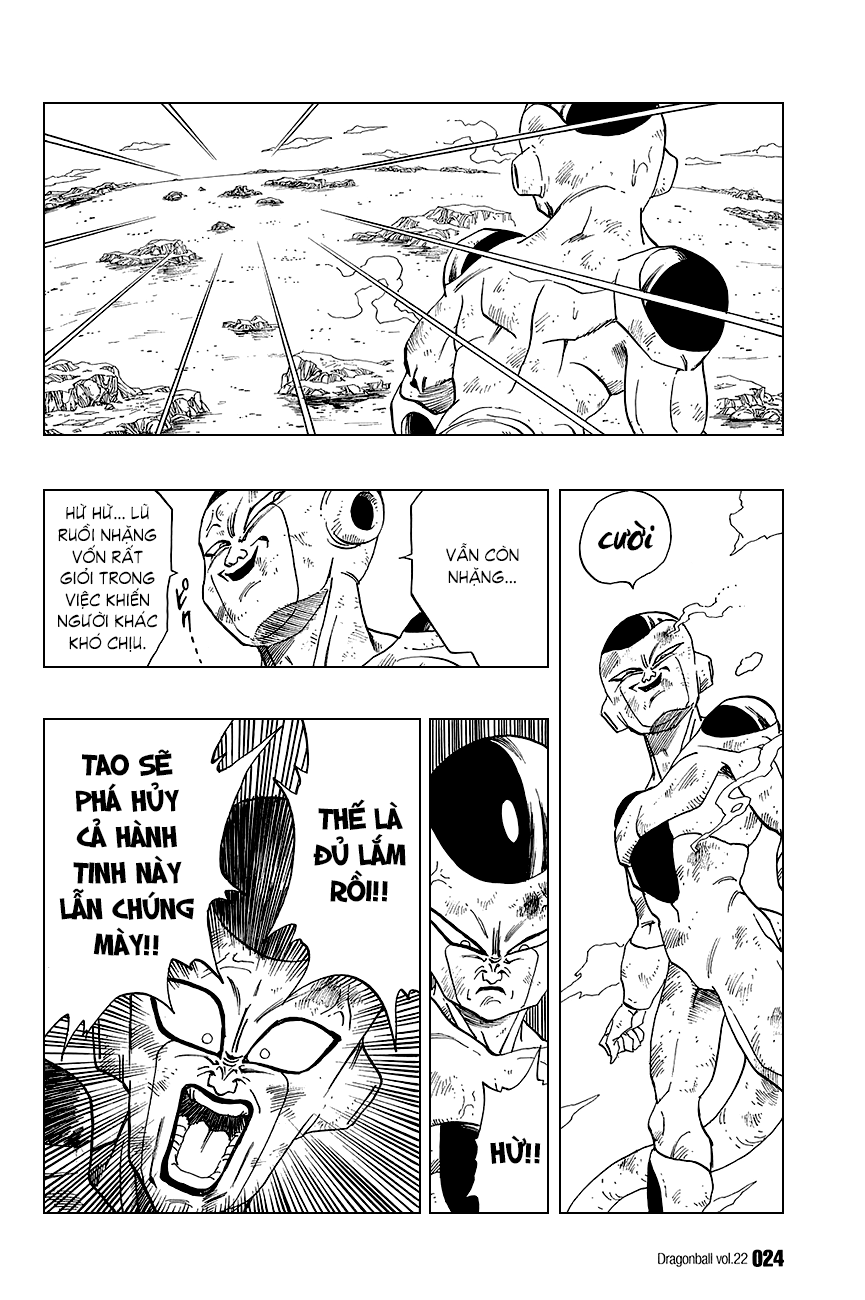 cười
VẪN CÒN
NHẶNG...
HỪ HỪ... LŨ
RUỒI NHẶNG
VỐN RẤT
GIỎI TRONG
VIỆC KHIẾN
NGƯỜI KHÁC
KHÓ CHỊU.
ピク...
HỪ!!
THẾ LÀ
ĐỦ LẮM
RỒI!!
TAO SẼ
PHÁ HỦY
CẢ HÀNH
TINH NÀY
LẪN CHÚNG
MÀY!!
Dragonball vol.22 024